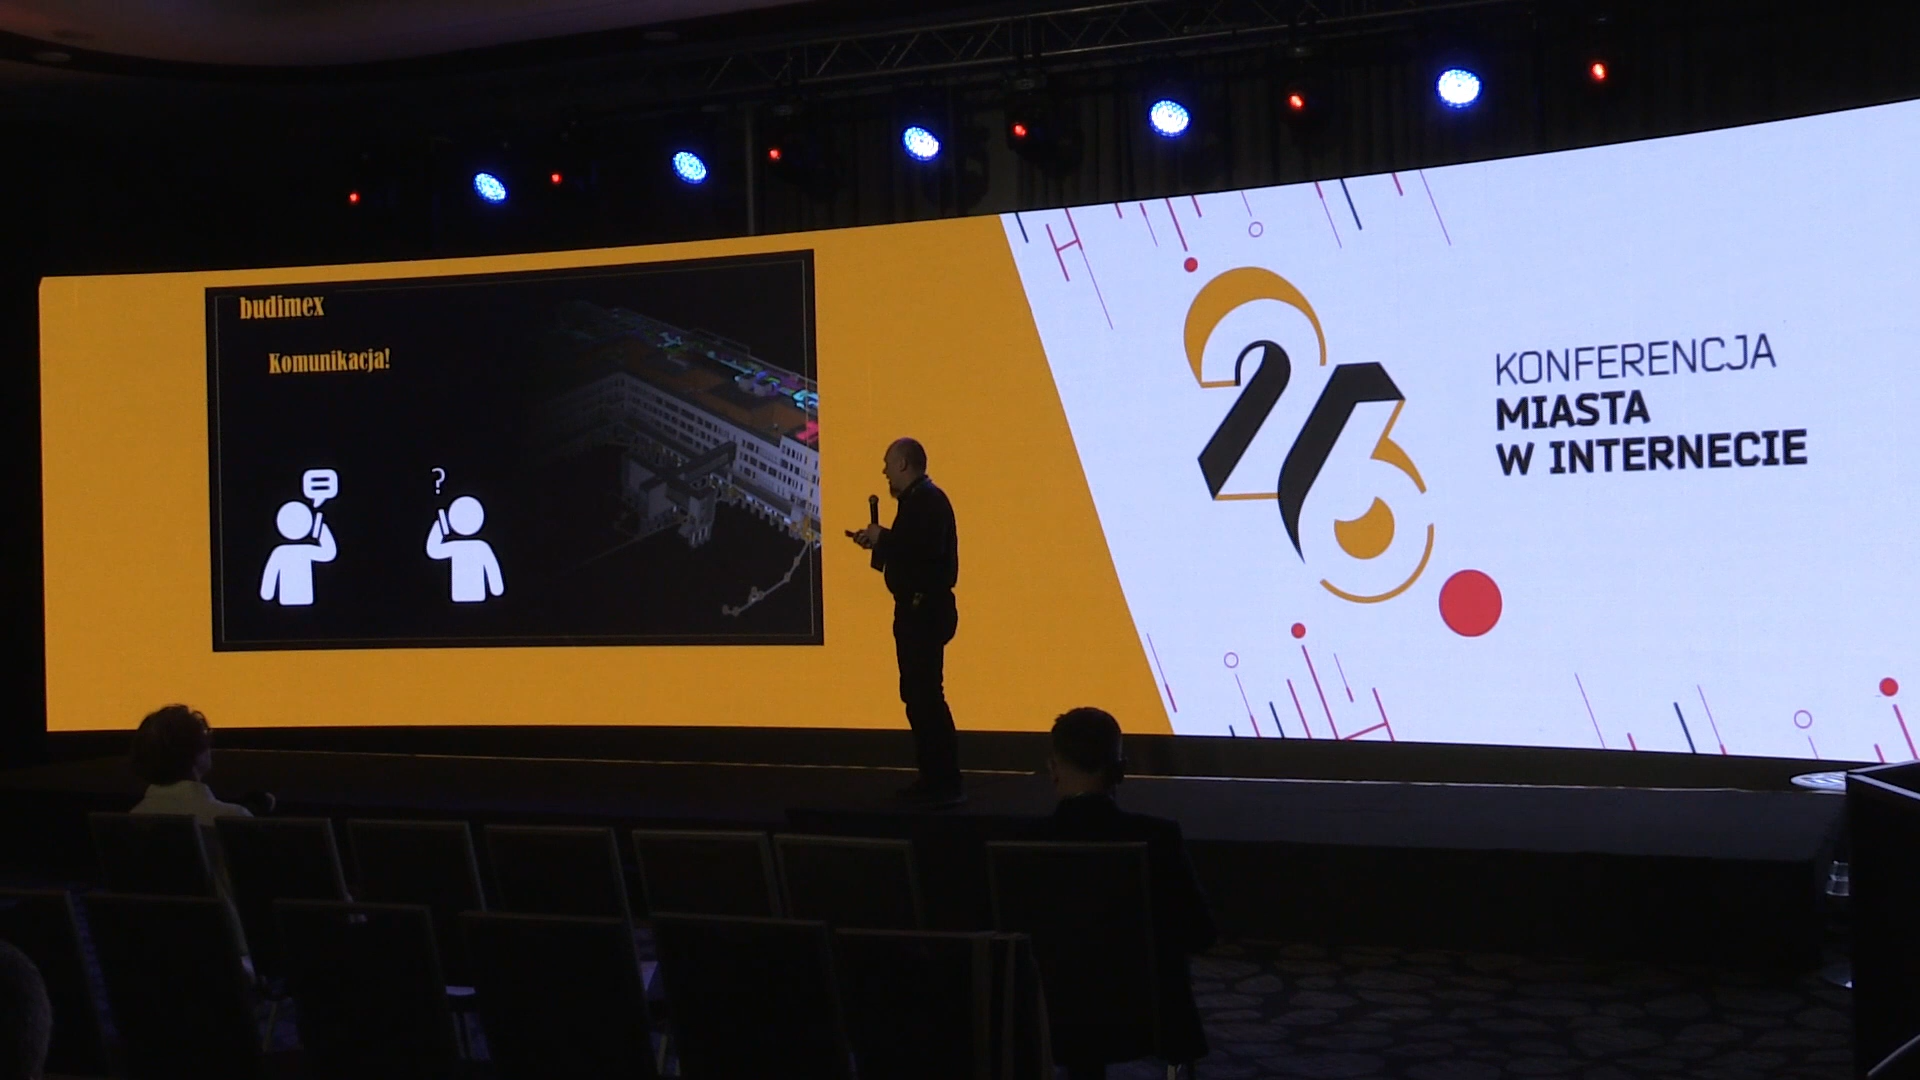 budimex
Komunikacja!
?
26
KONFERENCJA
MIASTA
W INTERNECIE